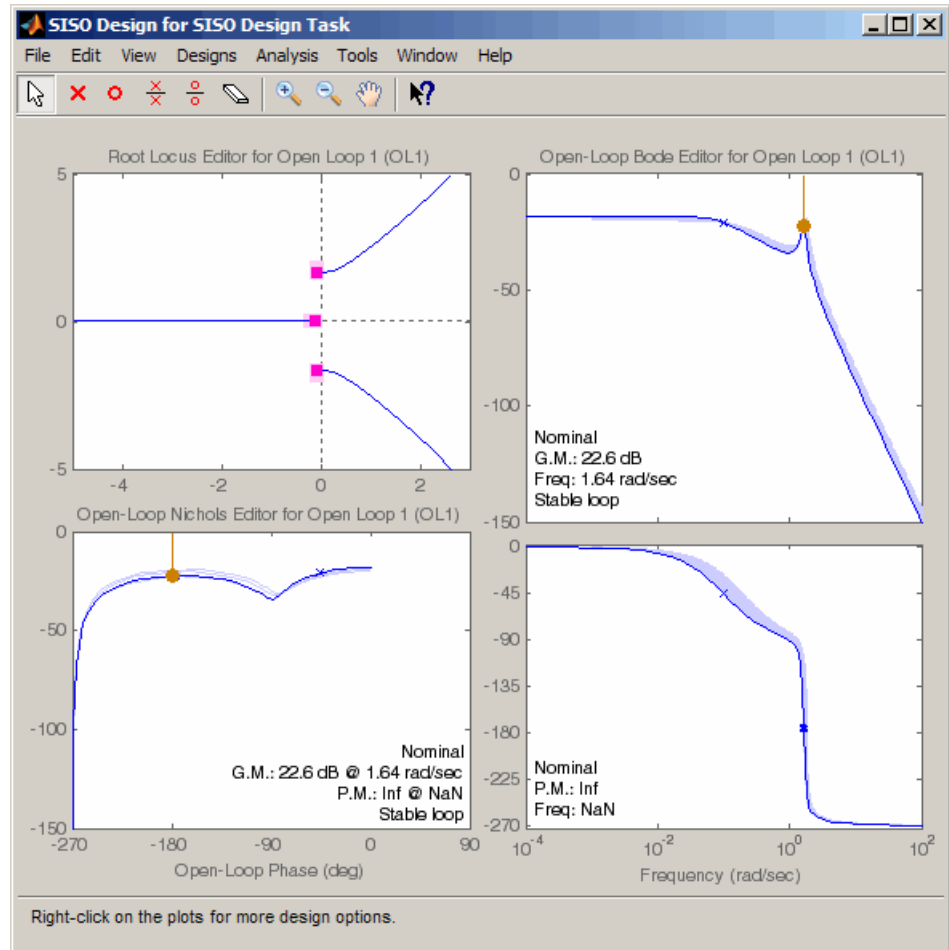 SISO Design for SISO Design Task
File Edit View Designs Analysis Tools Window Help
Root Locus Editor for Open Loop 1 (OL1)
5
0
-5
-4 -2 0 2
Open-Loop Bode Editor for Open Loop 1 (OL1)
0
-50
-100
-150
Nominal
G.M.: 22.6 dB
Freq: 1.64 rad/sec
Stable loop
Open-Loop Nichols Editor for Open Loop 1 (OL1)
0
-50
-100
-150
Nominal
G.M.: 22.6 dB @ 1.64 rad/sec
P.M.: Inf @ NaN
Stable loop
-270 -180 -90 0 90
Open-Loop Phase (deg)
0
-45
-90
-135
-180
-225
-270
Nominal
P.M.: Inf
Freq: NaN
10^-4 10^-2 10^0 10^2
Frequency (rad/sec)
Right-click on the plots for more design options.